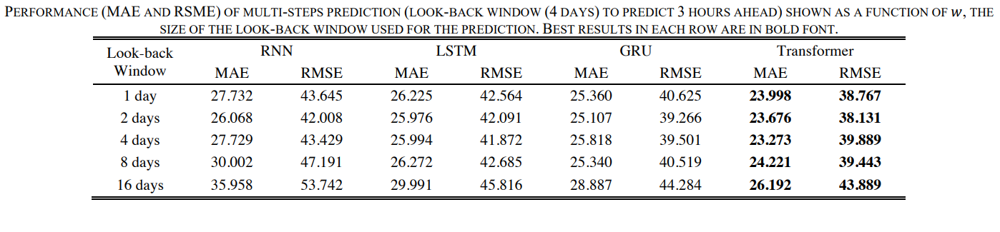 PERFORMANCE (MAE AND RSME) OF MULTI-STEPS PREDICTION (LOOK-BACK WINDOW (4 DAYS) TO PREDICT 3 HOURS AHEAD) SHOWN AS A FUNCTION OF w, THE
SIZE OF THE LOOK-BACK WINDOW USED FOR THE PREDICTION. BEST RESULTS IN EACH ROW ARE IN BOLD FONT.
Look-back Window RNN LSTM GRU Transformer
MAE RMSE MAE RMSE MAE RMSE MAE RMSE
1 day 27.732 43.645 26.225 42.564 25.360 40.625 23.998 38.767
2 days 26.068 42.008 25.976 42.091 25.107 39.266 23.676 38.131
4 days 27.729 43.429 25.994 41.872 25.818 39.501 23.273 39.889
8 days 30.002 47.191 26.272 42.685 25.340 40.519 24.221 39.443
16 days 35.958 53.742 29.991 45.816 28.887 44.284 26.192 43.889